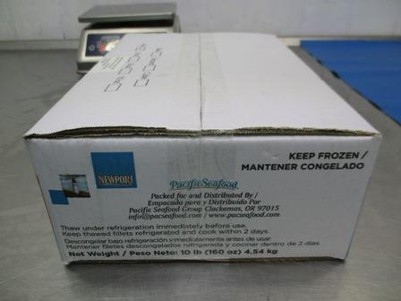 KEEP FROZEN /
MANTENER CONGELADO
NEWPORT
Pacific Seafood
Packed for and Distributed By /
Empacado para y Distribuido Por
Pacific Seafood Group Clackamas, OR 97015
info@pacseafood.com / www.pacseafood.com
Thaw under refrigeration immediately before use.
Keep thawed fillets refrigerated and cook within 2 days.
Descongelar bajo refrigeración inmediatamente antes de usar.
Mantener filletes descongelados refrigerada y cocinar dentro de 2 dias
Net Weight / Peso Neto: 10 lb (160 oz) 4.54 kg